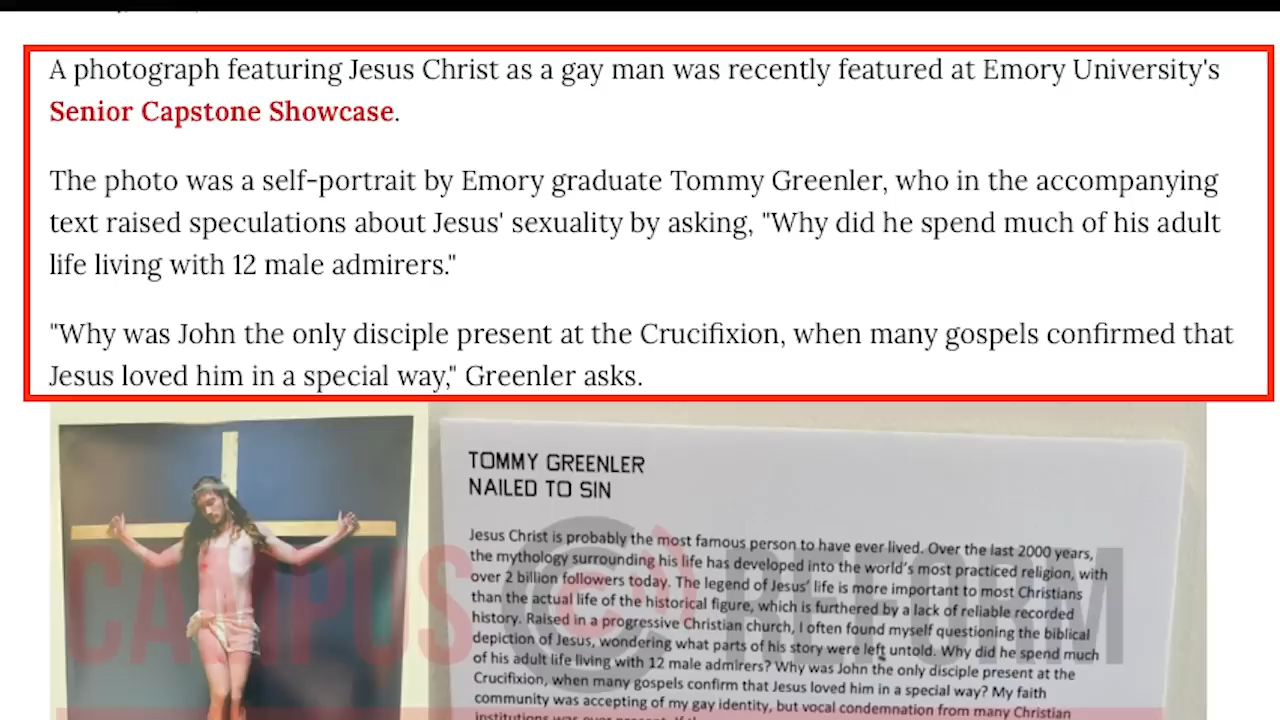 A photograph featuring Jesus Christ as a gay man was recently featured at Emory University's
Senior Capstone Showcase.
The photo was a self-portrait by Emory graduate Tommy Greenler, who in the accompanying
text raised speculations about Jesus' sexuality by asking, "Why did he spend much of his adult
life living with 12 male admirers."
"Why was John the only disciple present at the Crucifixion, when many gospels confirmed that
Jesus loved him in a special way," Greenler asks.
TOMMY GREENLER
NAILED TO SIN
Jesus Christ is probably the most famous person to have ever lived. Over the last 2000 years,
the mythology surrounding his life has developed into the world's most practiced religion, with
over 2 billion followers today. The legend of Jesus' life is more important to most Christians
than the actual life of the historical figure, which is furthered by a lack of reliable recorded
history. Raised in a progressive Christian church, I often found myself questioning the biblical
depiction of Jesus, wondering what parts of his story were left untold. Why did he spend much
of his adult life living with 12 male admirers? Why was John the only disciple present at the
Crucifixion, when many gospels confirm that Jesus loved him in a special way? My faith
community was accepting of my gay identity, but vocal condemnation from many Christian
CAMPUS REFORM